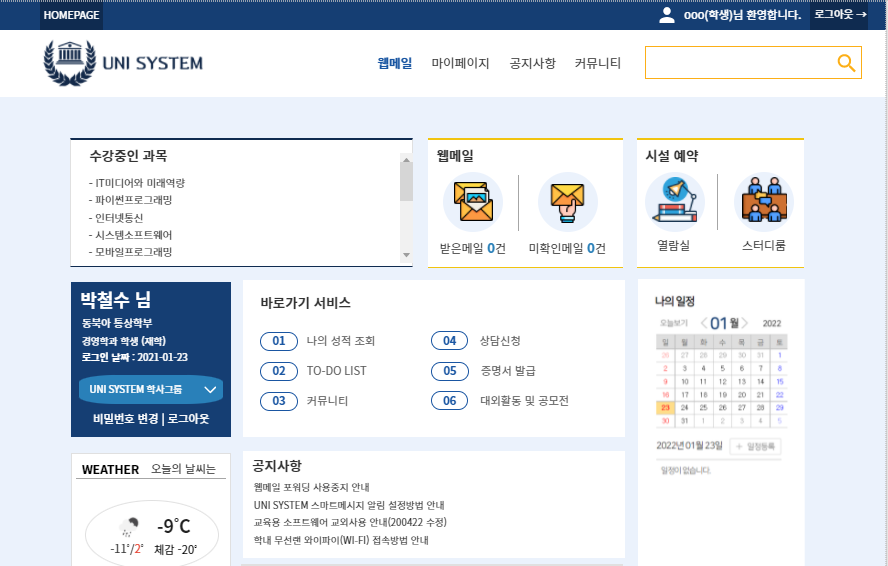 HOMEPAGE
ooo(학생)님 환영합니다.
로그아웃 →
UNI SYSTEM
웹메일 마이페이지 공지사항 커뮤니티
수강중인 과목
- IT미디어와 미래역량
- 파이썬프로그래밍
- 인터넷통신
- 시스템소프트웨어
- 모바일프로그래밍
웹메일
받은메일 0건 미확인메일 0건
시설 예약
열람실 스터디룸
박철수 님
동북아 통상학부
경영학과 학생 (재학)
로그인 날짜 : 2021-01-23
UNI SYSTEM 학사그룹
비밀번호 변경 | 로그아웃
바로가기 서비스
01 나의 성적 조회
02 TO-DO LIST
03 커뮤니티
04 상담신청
05 증명서 발급
06 대외활동 및 공모전
나의 일정
오늘보기 01월 2022
일 월 화 수 목 금 토
26 27 28 29 30 31 1
2 3 4 5 6 7 8
9 10 11 12 13 14 15
16 17 18 19 20 21 22
23 24 25 26 27 28 29
30 31 1 2 3 4 5
2022년 01월 23일 + 일정등록
일정이 없습니다.
WEATHER 오늘의 날씨는
-9°C
-11°/2° 체감 -20°
공지사항
웹메일 포워딩 사용중지 안내
UNI SYSTEM 스마트메시지 알림 설정방법 안내
교육용 소프트웨어 교외사용 안내(200422 수정)
학내 무선랜 와이파이(WI-FI) 접속방법 안내